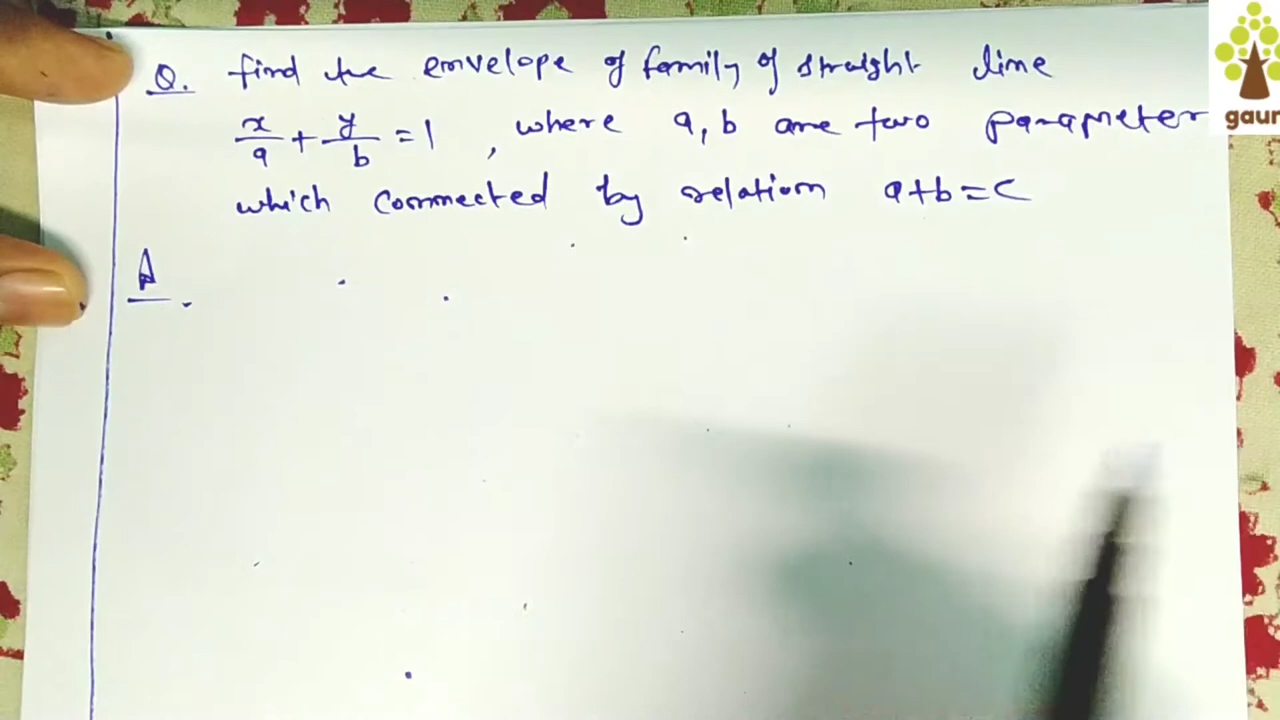 Q. find the envelope of family of straight line
x/a + y/b = 1 , where a, b are two parameter
which connected by relation a+b=c
A.
gaur